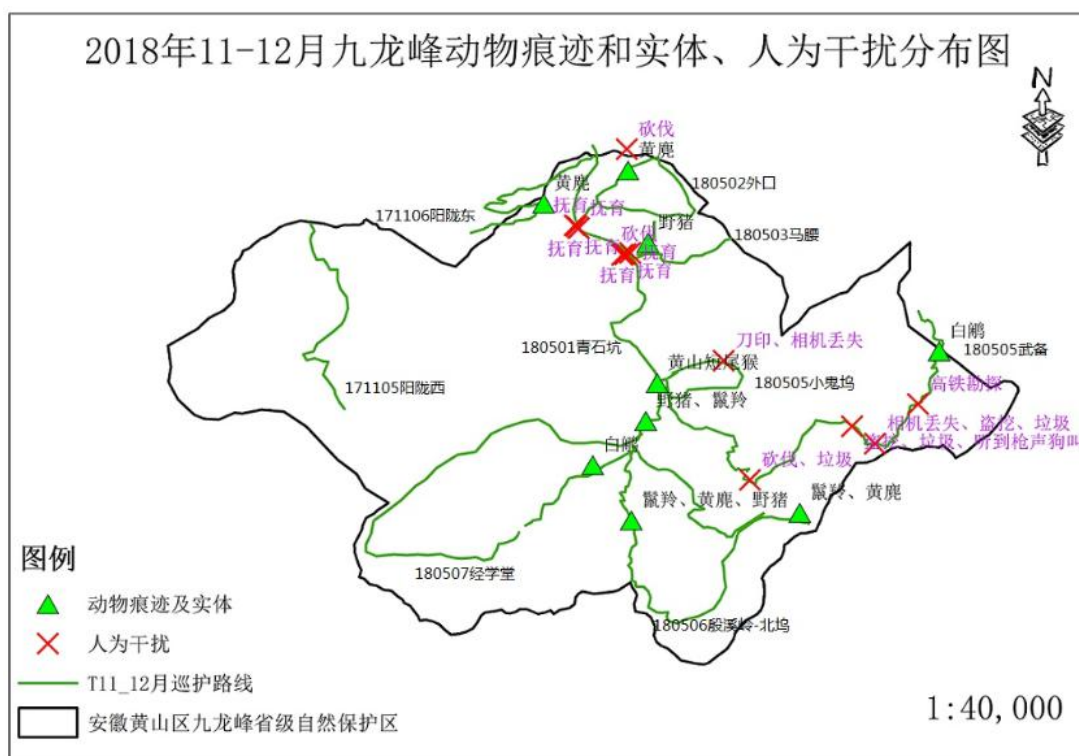 2018年11-12月九龙峰动物痕迹和实体、人为干扰分布图
N
砍伐
黄麂
180502外口
黄麂
抚育
抚育
171106阳陇东
野猪
砍伐
180503马腰
抚育
抚育
抚育
抚育
抚育
白鹇
180505武备
刀印、相机丢失
180501青石坑
黄山短尾猴
180505小鬼坞
高铁勘探
171105阳陇西
野猪、鬣羚
相机丢失、盗挖、垃圾
垃圾、听到枪声狗叫
白鹇
砍伐、垃圾
鬣羚、黄麂、野猪
鬣羚、黄麂
图例
180507经学堂
动物痕迹及实体
180506殷溪岭-北坞
人为干扰
T11_12月巡护路线
安徽黄山区九龙峰省级自然保护区
1:40,000